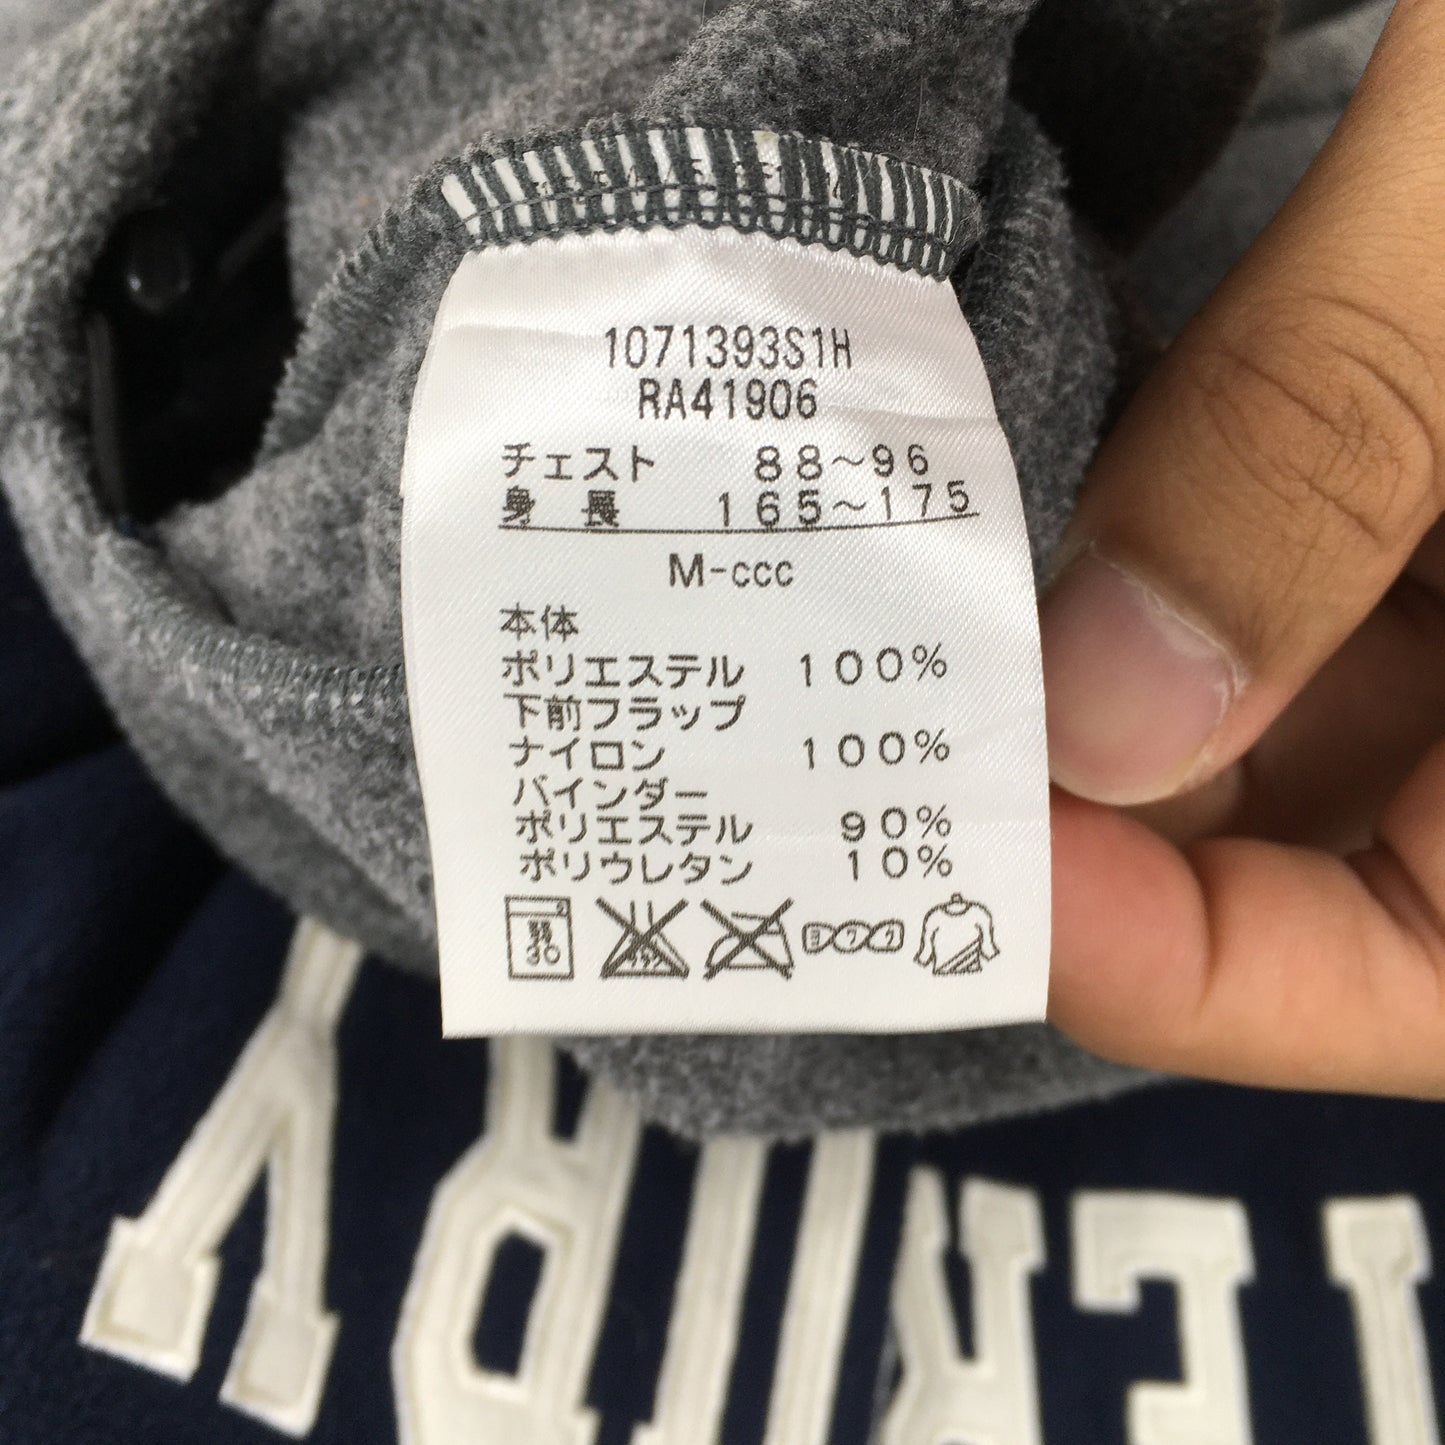 1071393S1H
RA41906
チェスト 88～96
身長 165～175
M-ccc
本体
ポリエステル 100%
下前フラップ
ナイロン 100%
バインダー
ポリエステル 90%
ポリウレタン 10%
30